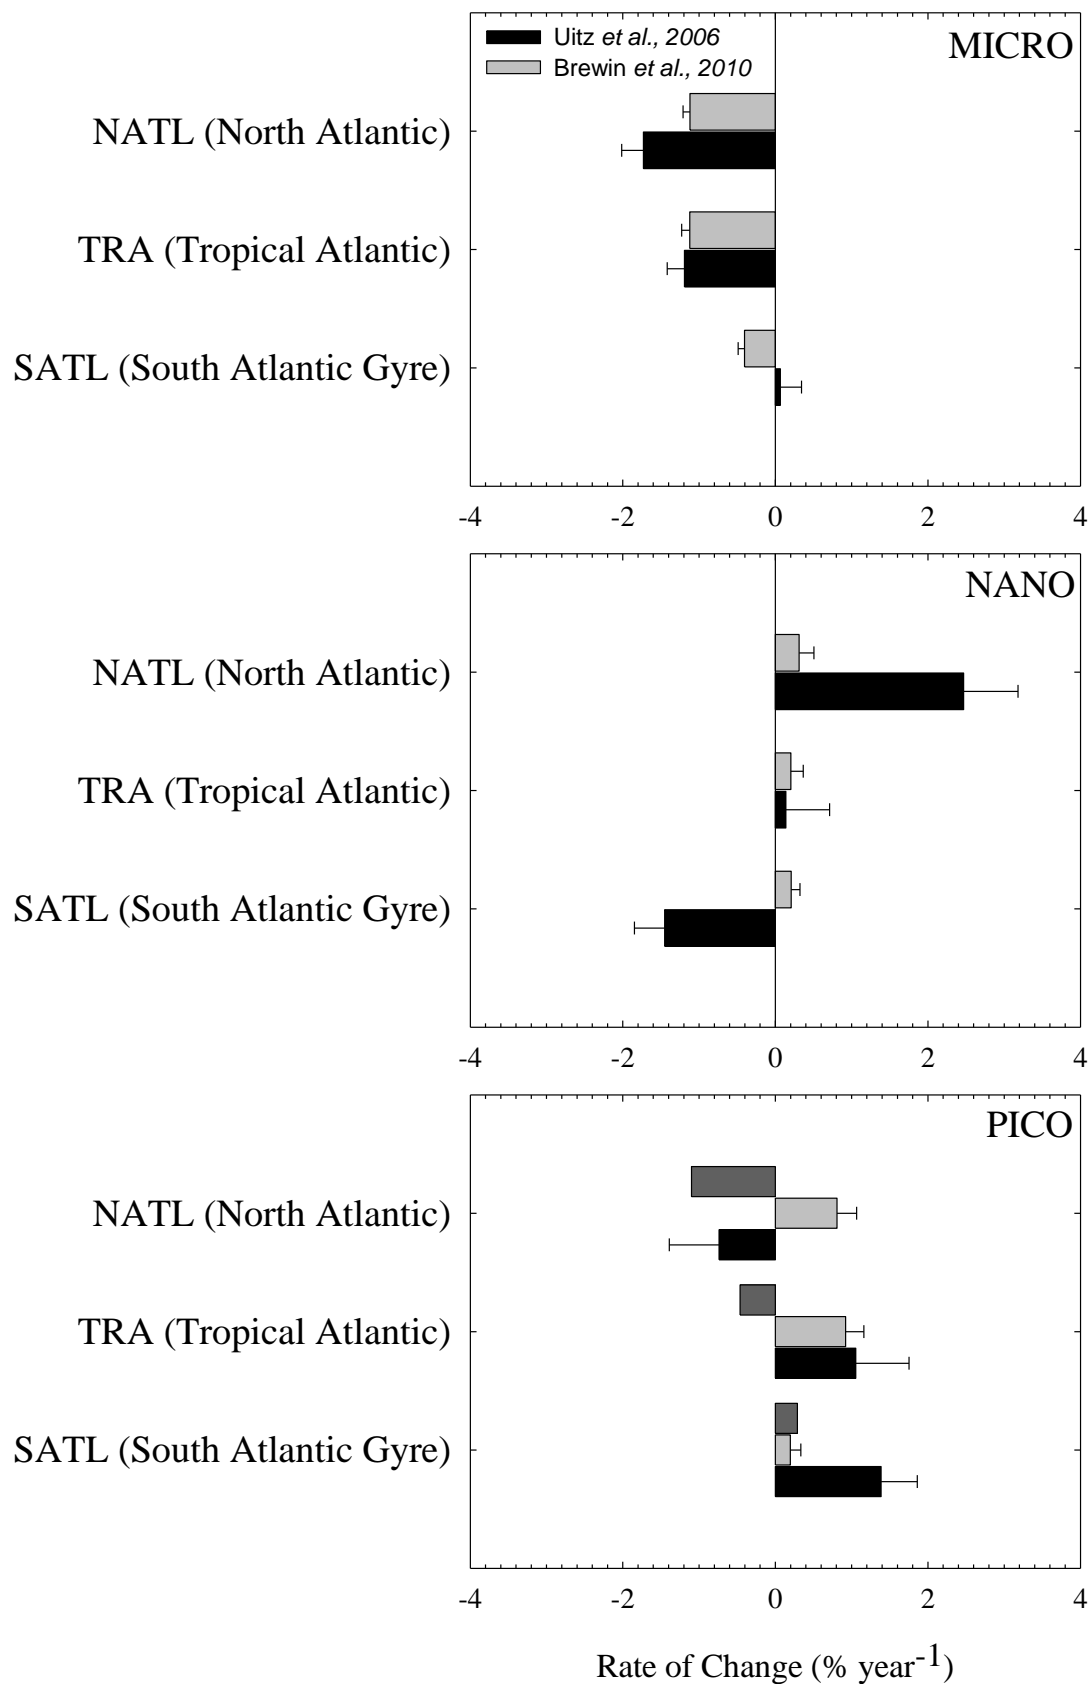 Uitz et al., 2006
Brewin et al., 2010
MICRO
NATL (North Atlantic)
TRA (Tropical Atlantic)
SATL (South Atlantic Gyre)
-4 -2 0 2 4
NANO
NATL (North Atlantic)
TRA (Tropical Atlantic)
SATL (South Atlantic Gyre)
-4 -2 0 2 4
PICO
NATL (North Atlantic)
TRA (Tropical Atlantic)
SATL (South Atlantic Gyre)
-4 -2 0 2 4
Rate of Change (% year-1)